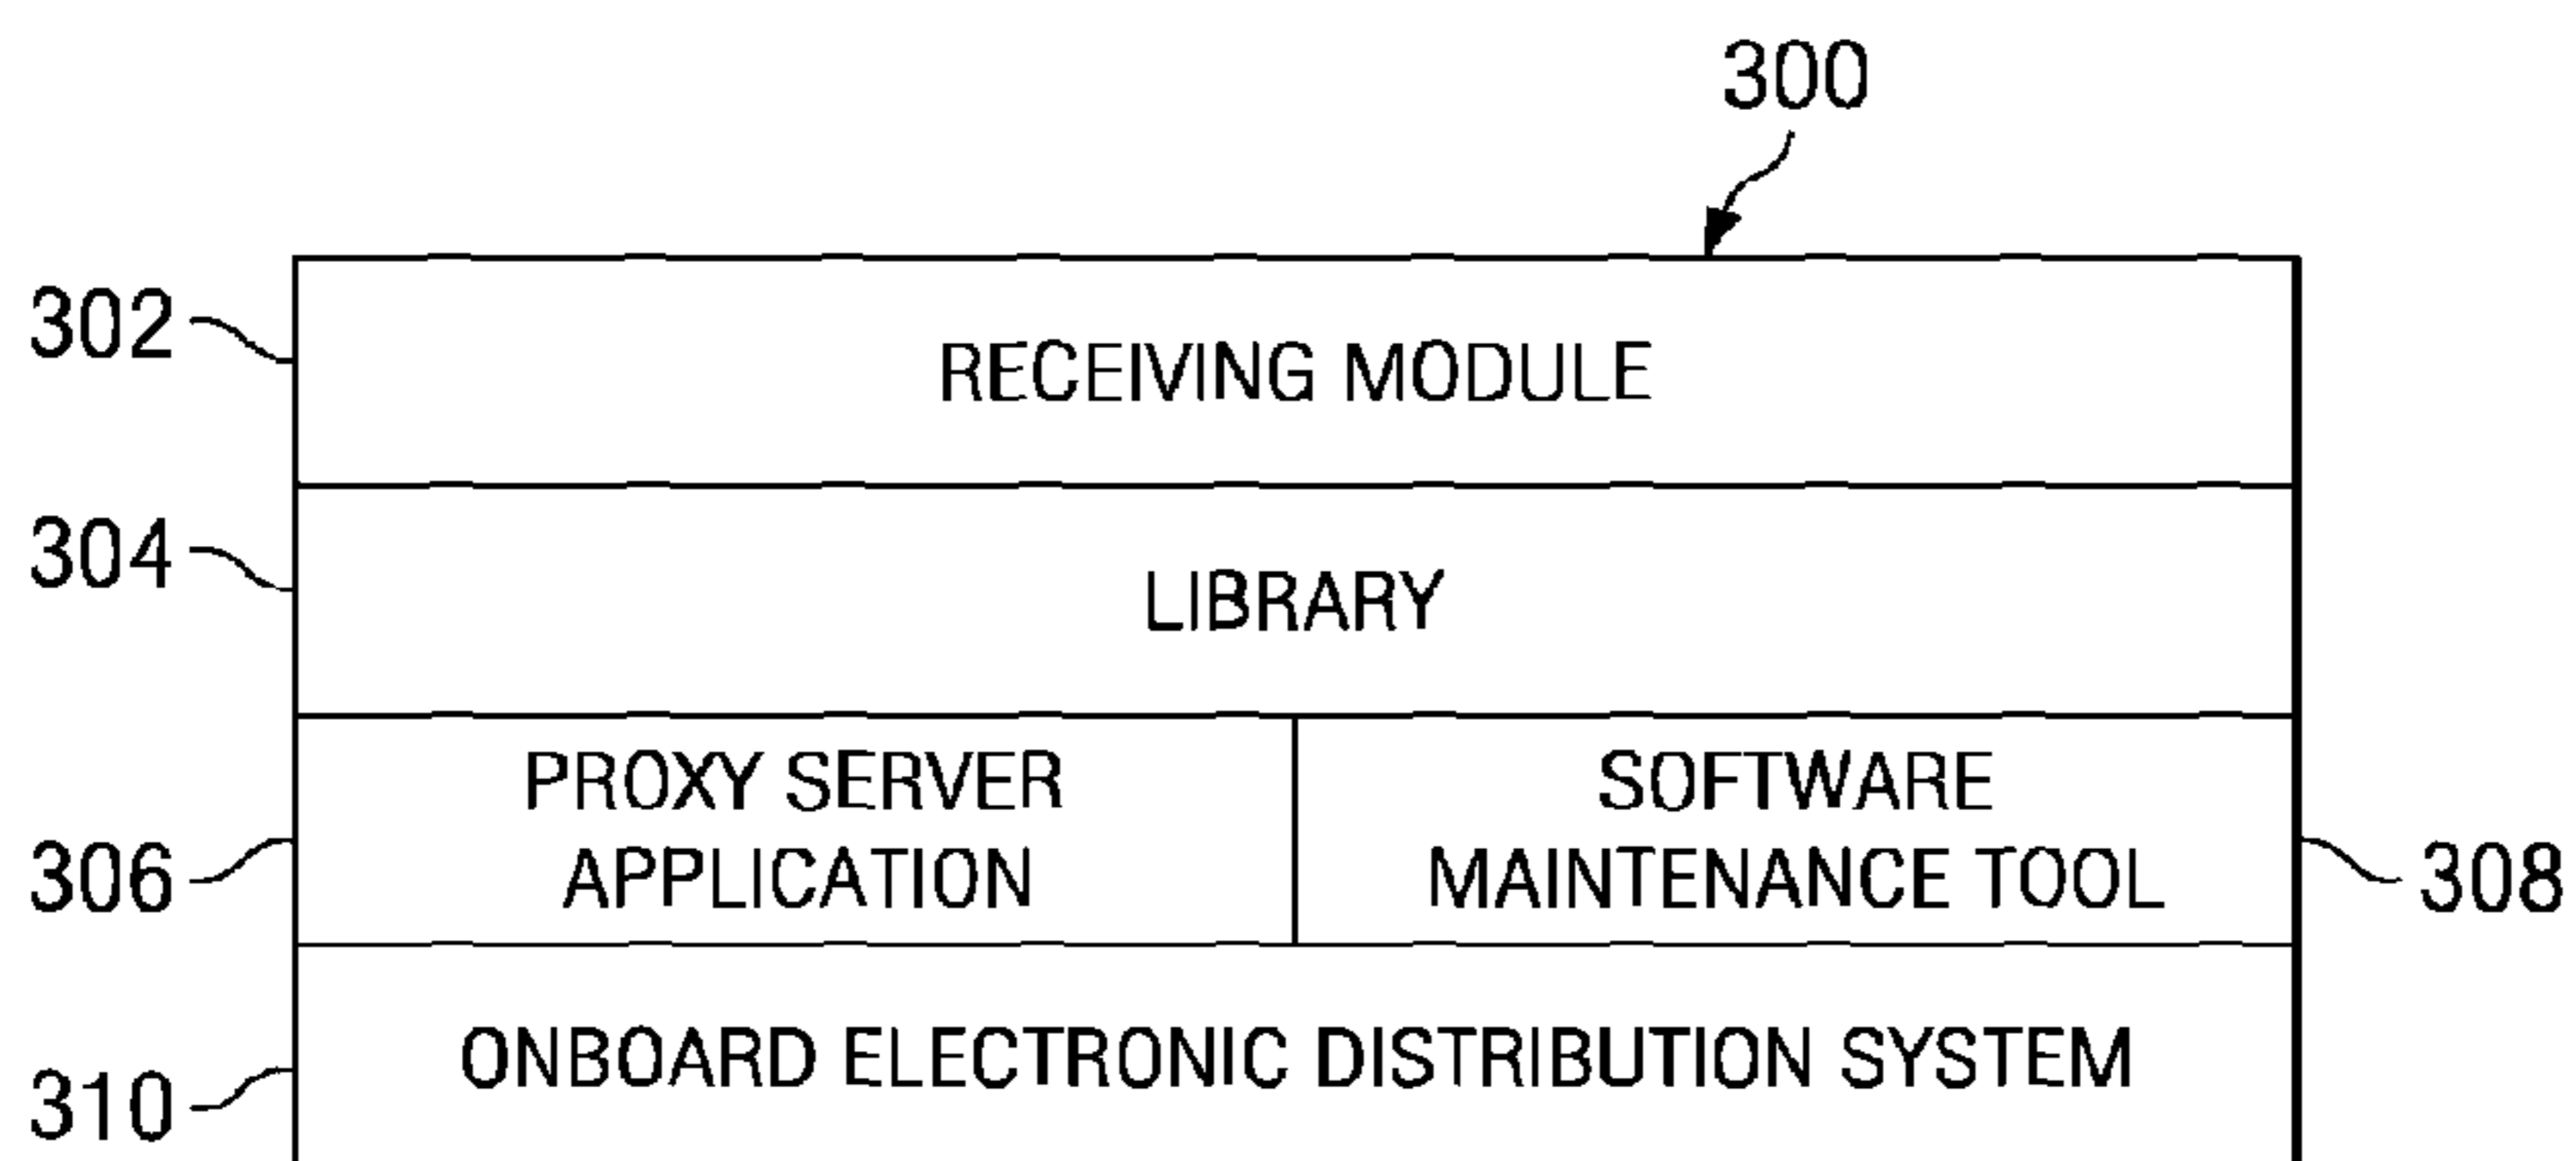 300
302
RECEIVING MODULE
304
LIBRARY
306
PROXY SERVER
APPLICATION
SOFTWARE
MAINTENANCE TOOL
308
310
ONBOARD ELECTRONIC DISTRIBUTION SYSTEM